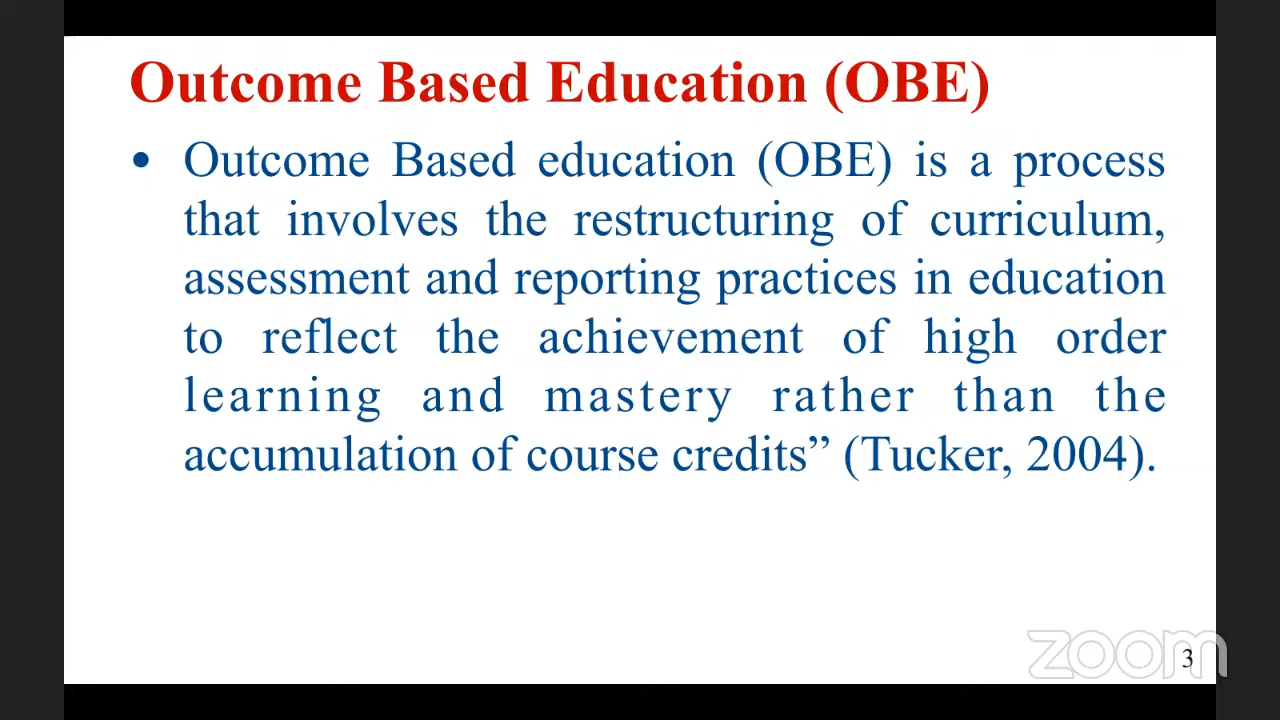 Outcome Based Education (OBE)
• Outcome Based education (OBE) is a process
that involves the restructuring of curriculum,
assessment and reporting practices in education
to reflect the achievement of high order
learning and mastery rather than the
accumulation of course credits” (Tucker, 2004).
zoom
3